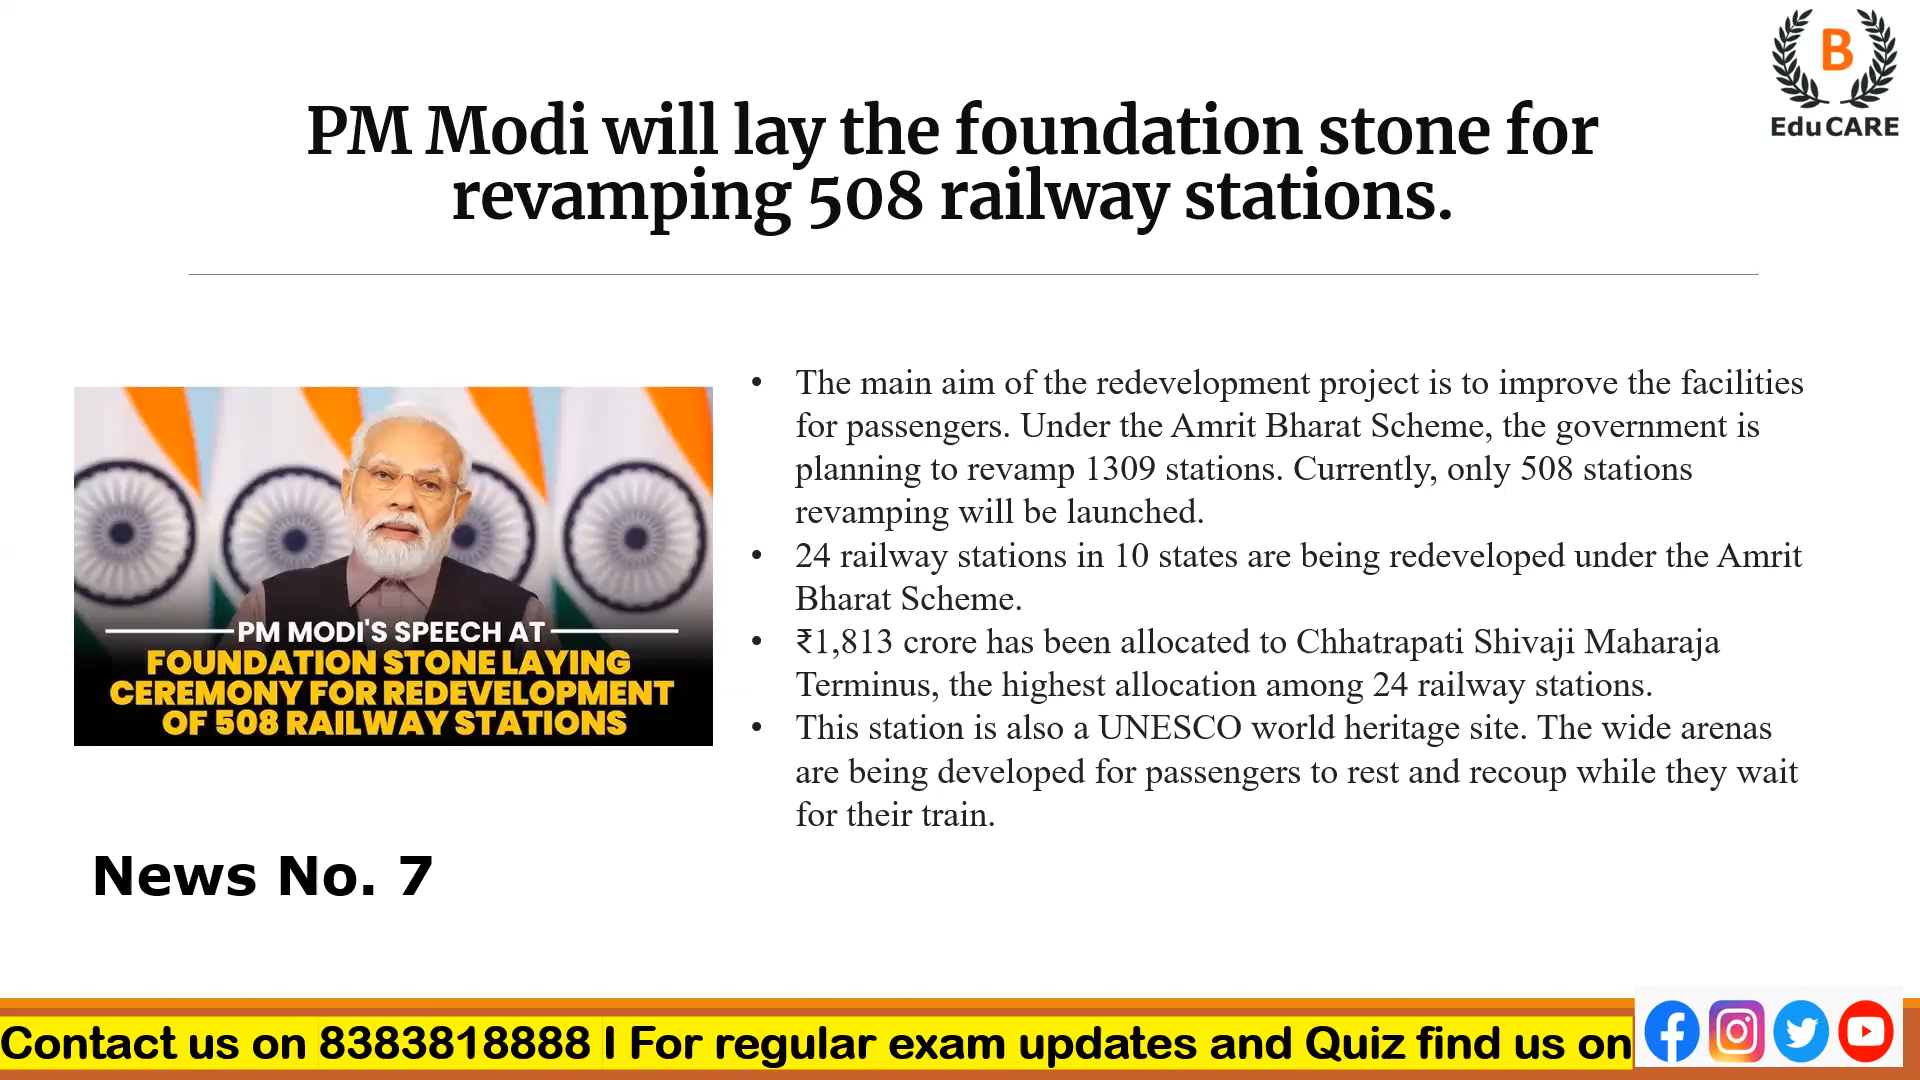 B
EduCARE
PM Modi will lay the foundation stone for
revamping 508 railway stations.
• The main aim of the redevelopment project is to improve the facilities
for passengers. Under the Amrit Bharat Scheme, the government is
planning to revamp 1309 stations. Currently, only 508 stations
revamping will be launched.
• 24 railway stations in 10 states are being redeveloped under the Amrit
Bharat Scheme.
• ₹1,813 crore has been allocated to Chhatrapati Shivaji Maharaja
Terminus, the highest allocation among 24 railway stations.
• This station is also a UNESCO world heritage site. The wide arenas
are being developed for passengers to rest and recoup while they wait
for their train.
PM MODI'S SPEECH AT
FOUNDATION STONE LAYING
CEREMONY FOR REDEVELOPMENT
OF 508 RAILWAY STATIONS
News No. 7
Contact us on 8383818888 I For regular exam updates and Quiz find us on